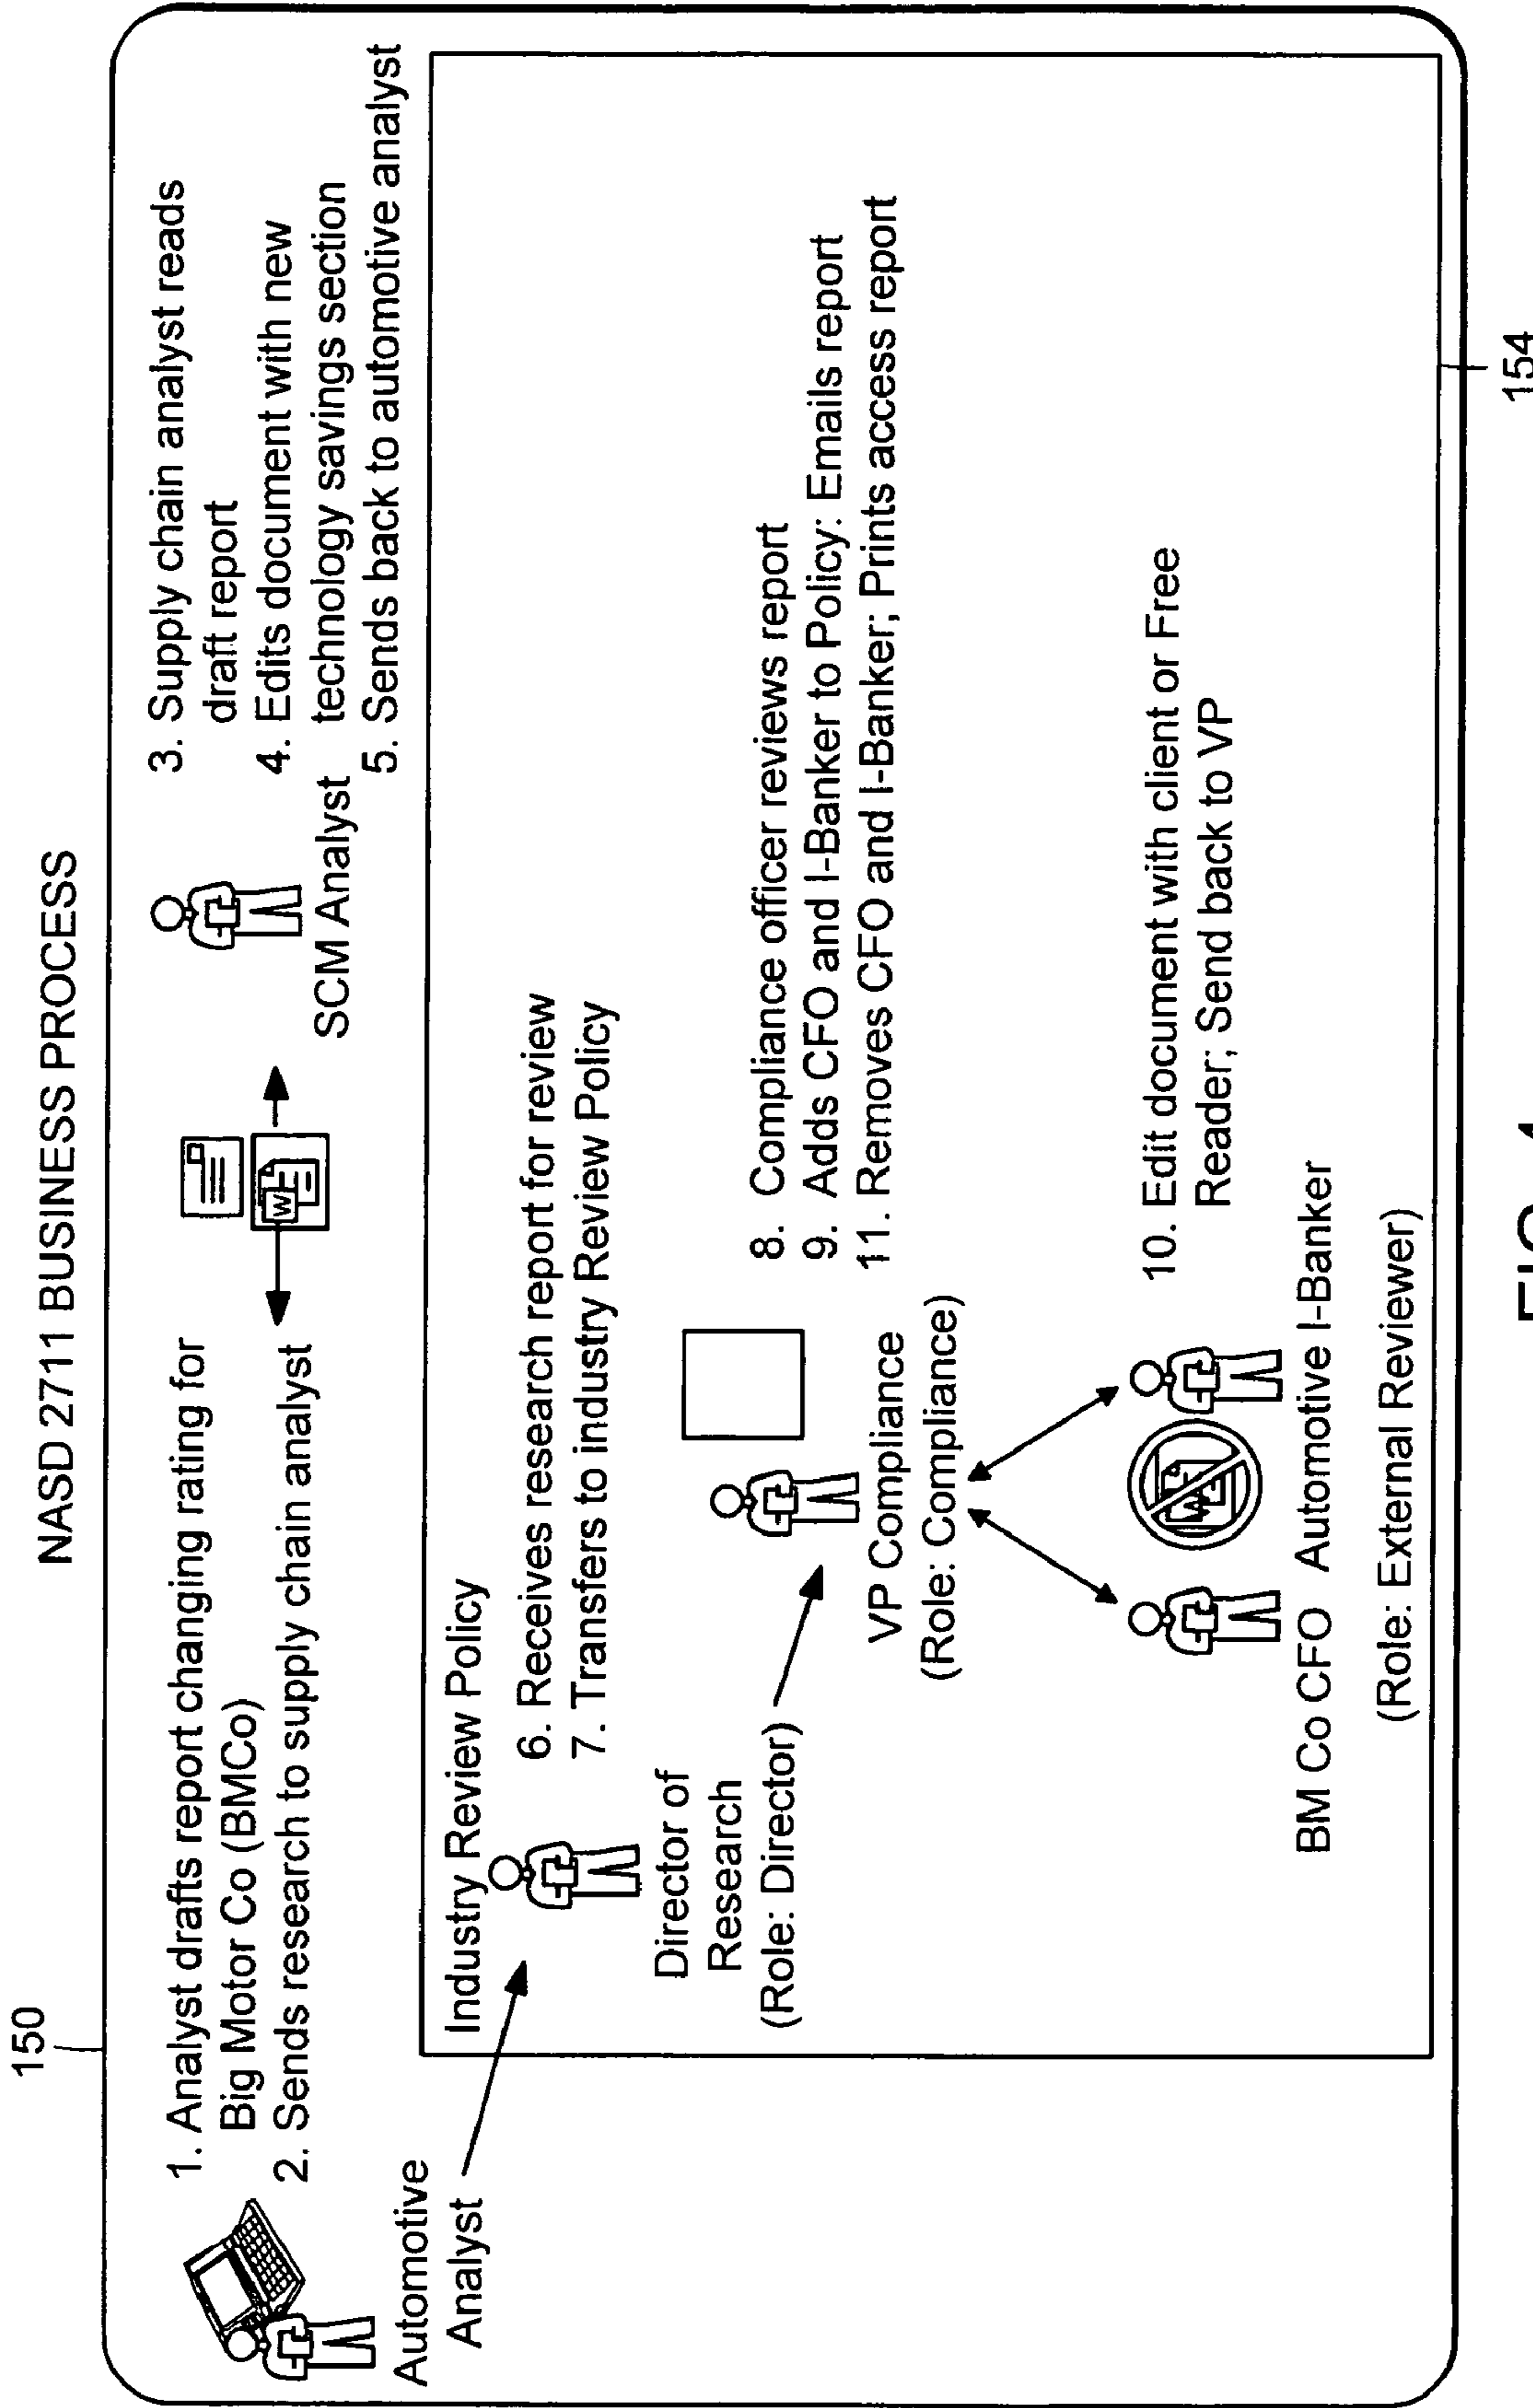 NASD 2711 BUSINESS PROCESS
150
1. Analyst drafts report changing rating for
Big Motor Co (BMCo)
2. Sends research to supply chain analyst
W
3. Supply chain analyst reads
draft report
4. Edits document with new
technology savings section
5. Sends back to automotive analyst
SCM Analyst
Automotive
Analyst
Industry Review Policy
6. Receives research report for review
7. Transfers to industry Review Policy
Director of
Research
(Role: Director)
8. Compliance officer reviews report
9. Adds CFO and I-Banker to Policy: Emails report
11. Removes CFO and I-Banker; Prints access report
VP Compliance
(Role: Compliance)
10. Edit document with client or Free
Reader; Send back to VP
W
BM Co CFO Automotive I-Banker
(Role: External Reviewer)
154